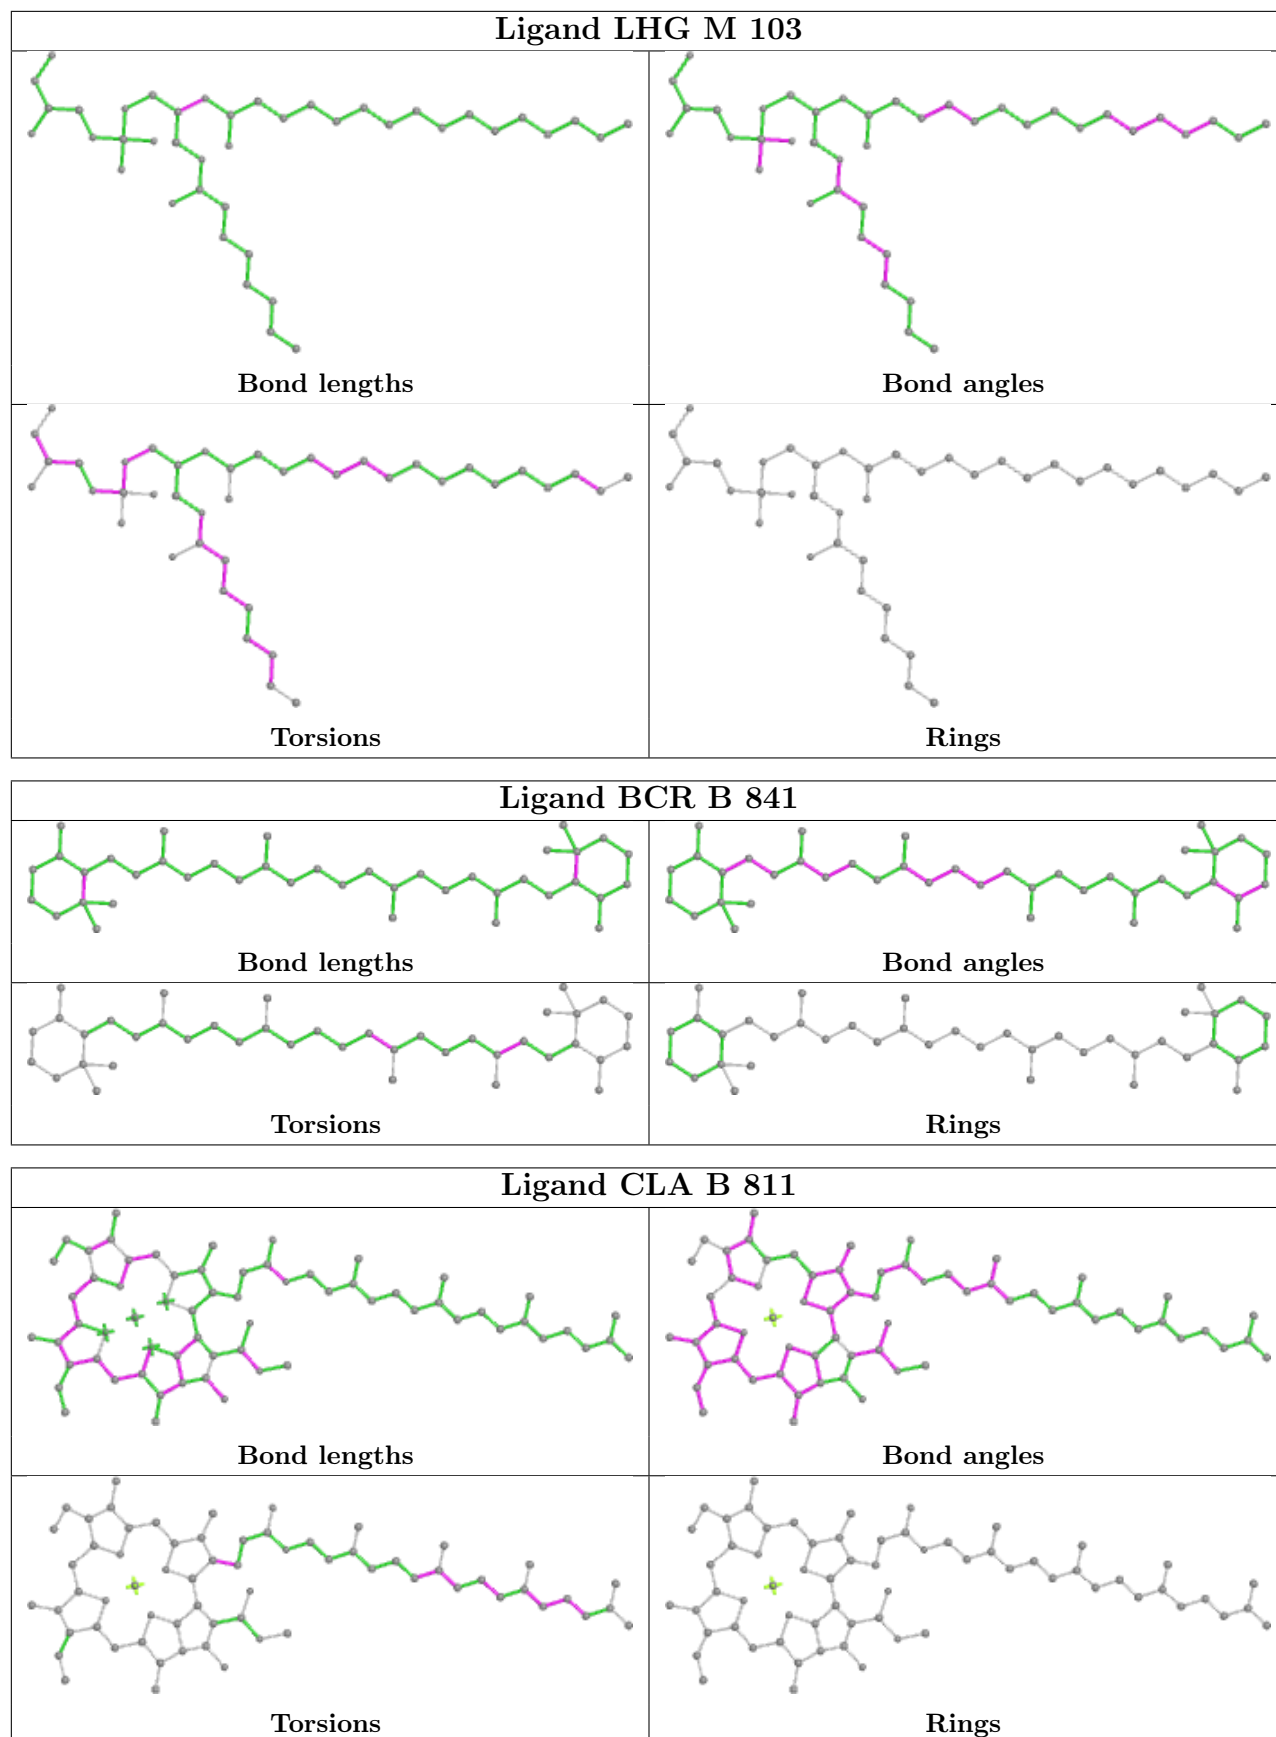 Ligand LHG M 103
Bond lengths
Bond angles
Torsions
Rings
Ligand BCR B 841
Bond lengths
Bond angles
Torsions
Rings
Ligand CLA B 811
Bond lengths
Bond angles
Torsions
Rings